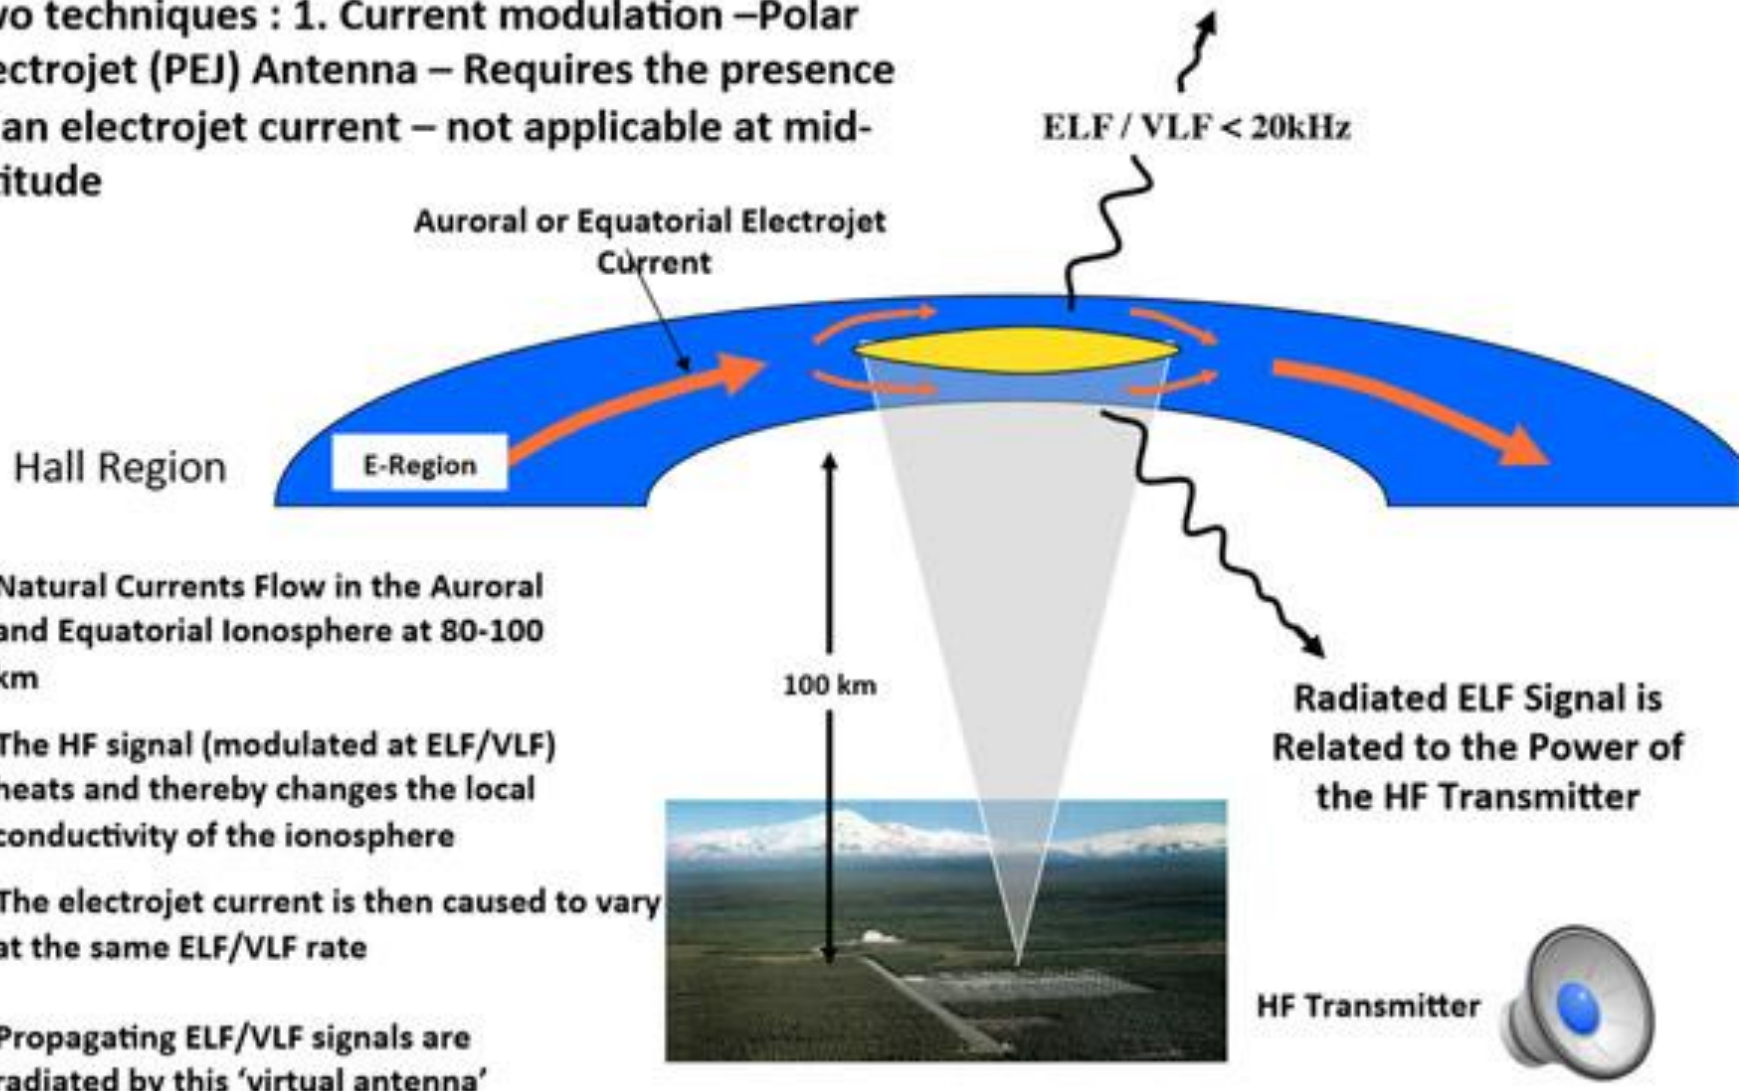 wo techniques : 1. Current modulation –Polar
ectrojet (PEJ) Antenna – Requires the presence
an electrojet current – not applicable at mid-
titude
ELF / VLF < 20kHz
Auroral or Equatorial Electrojet
Current
Hall Region
E-Region
Natural Currents Flow in the Auroral
and Equatorial Ionosphere at 80-100
km
100 km
Radiated ELF Signal is
Related to the Power of
the HF Transmitter
The HF signal (modulated at ELF/VLF)
heats and thereby changes the local
conductivity of the ionosphere
The electrojet current is then caused to vary
at the same ELF/VLF rate
HF Transmitter
Propagating ELF/VLF signals are
radiated by this ‘virtual antenna’